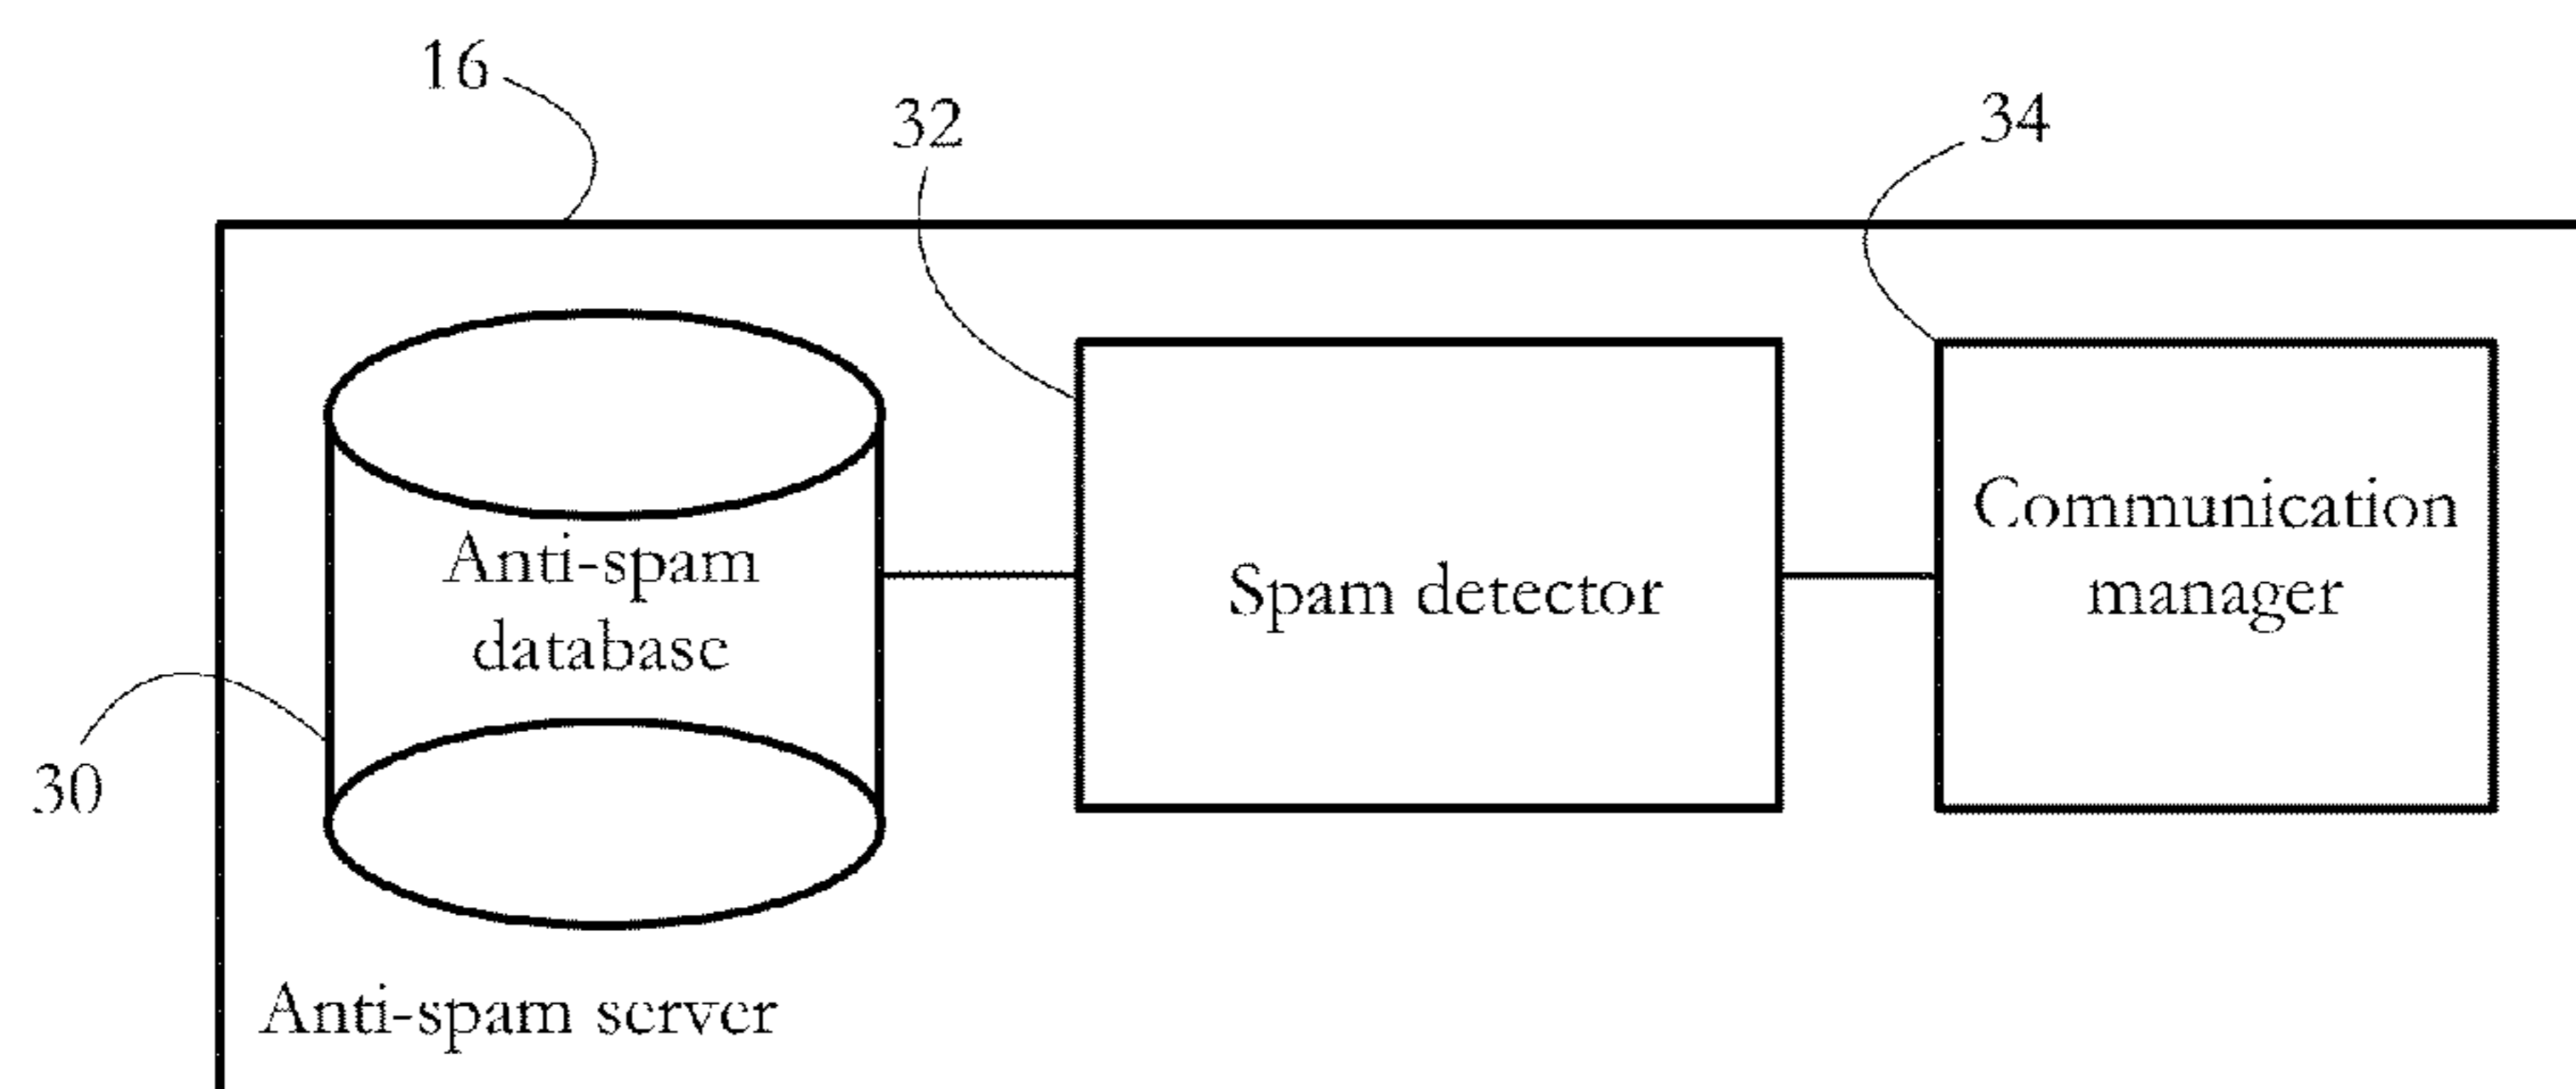 16
32
34
Anti-spam
database
Spam detector
Communication
manager
30
Anti-spam server